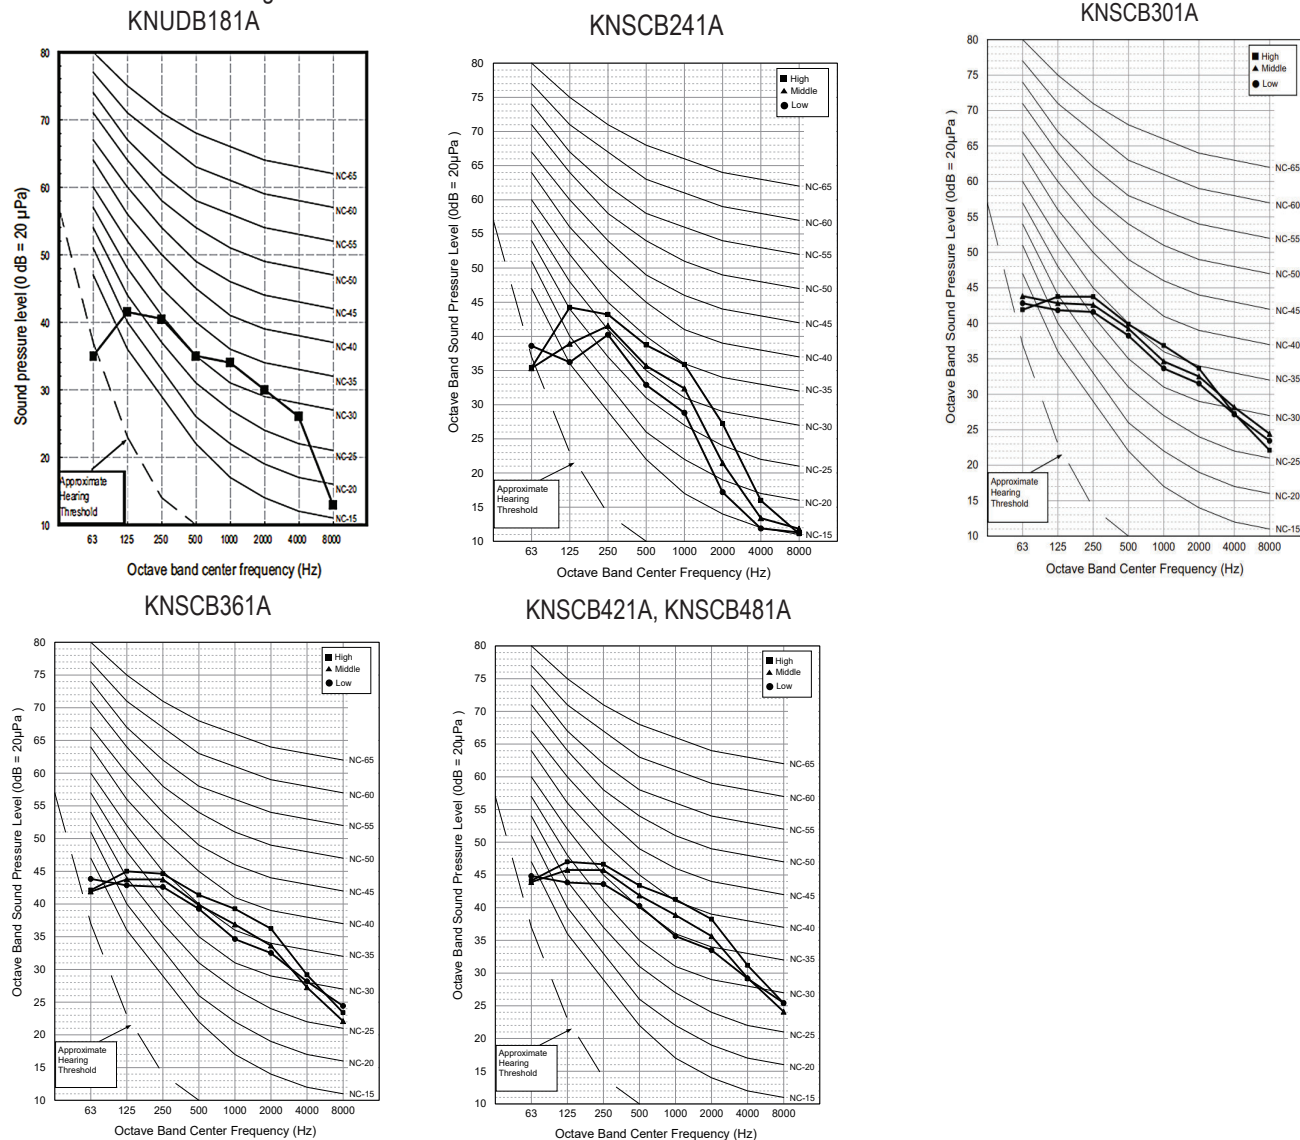 KNUDB181A
80
70
60
50
40
30
20
10
Sound pressure level (0 dB = 20 µPa)
NC-65
NC-60
NC-55
NC-50
NC-45
NC-40
NC-35
NC-30
NC-25
NC-20
NC-15
Approximate
Hearing
Threshold
63 125 250 500 1000 2000 4000 8000
Octave band center frequency (Hz)
KNSCB241A
80
75
70
65
60
55
50
45
40
35
30
25
20
15
10
Octave Band Sound Pressure Level (0dB = 20µPa )
High
Middle
Low
NC-65
NC-60
NC-55
NC-50
NC-45
NC-40
NC-35
NC-30
NC-25
NC-20
NC-15
Approximate
Hearing
Threshold
63 125 250 500 1000 2000 4000 8000
Octave Band Center Frequency (Hz)
KNSCB301A
80
75
70
65
60
55
50
45
40
35
30
25
20
15
10
Octave Band Sound Pressure Level (0dB = 20µPa )
High
Middle
Low
NC-65
NC-60
NC-55
NC-50
NC-45
NC-40
NC-35
NC-30
NC-25
NC-20
NC-15
Approximate
Hearing
Threshold
63 125 250 500 1000 2000 4000 8000
Octave Band Center Frequency (Hz)
KNSCB361A
80
75
70
65
60
55
50
45
40
35
30
25
20
15
10
Octave Band Sound Pressure Level (0dB = 20µPa )
High
Middle
Low
NC-65
NC-60
NC-55
NC-50
NC-45
NC-40
NC-35
NC-30
NC-25
NC-20
NC-15
Approximate
Hearing
Threshold
63 125 250 500 1000 2000 4000 8000
Octave Band Center Frequency (Hz)
KNSCB421A, KNSCB481A
80
75
70
65
60
55
50
45
40
35
30
25
20
15
10
Octave Band Sound Pressure Level (0dB = 20µPa )
High
Middle
Low
NC-65
NC-60
NC-55
NC-50
NC-45
NC-40
NC-35
NC-30
NC-25
NC-20
NC-15
Approximate
Hearing
Threshold
63 125 250 500 1000 2000 4000 8000
Octave Band Center Frequency (Hz)